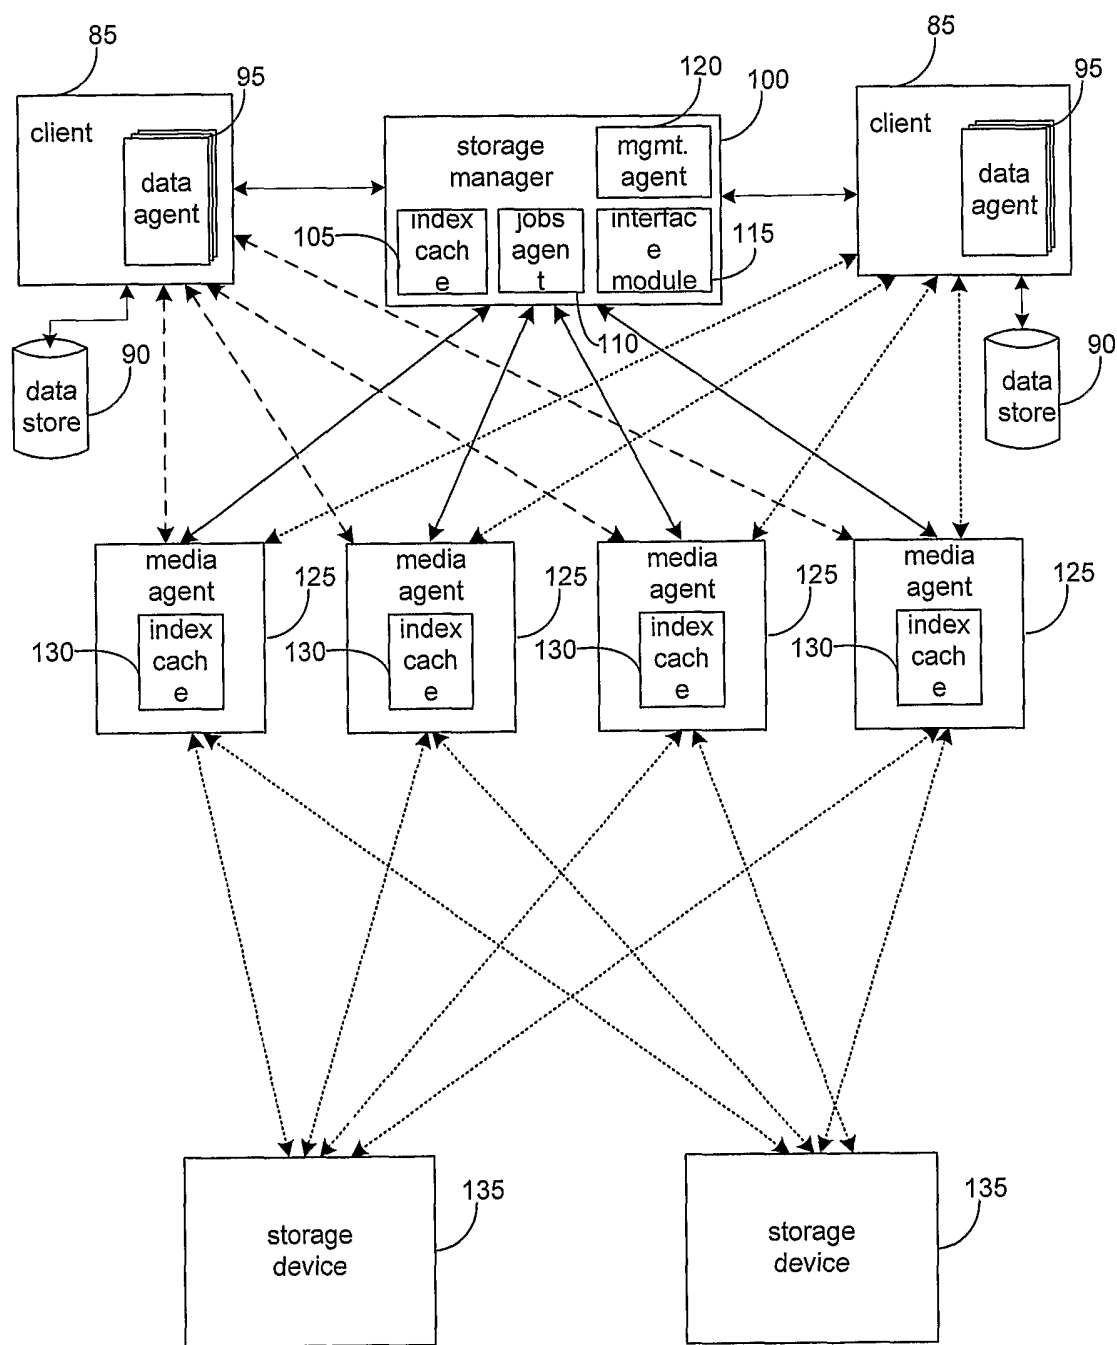 85
85
95
95
120
100
client
client
storage
manager
mgmt.
agent
data
agent
data
agent
index
cach
e
jobs
agen
t
interfac
e
module
105
115
110
90
data
store
90
data
store
media
agent
media
agent
media
agent
media
agent
125
125
125
125
index
cach
e
index
cach
e
index
cach
e
index
cach
e
130
130
130
130
135
135
storage
device
storage
device